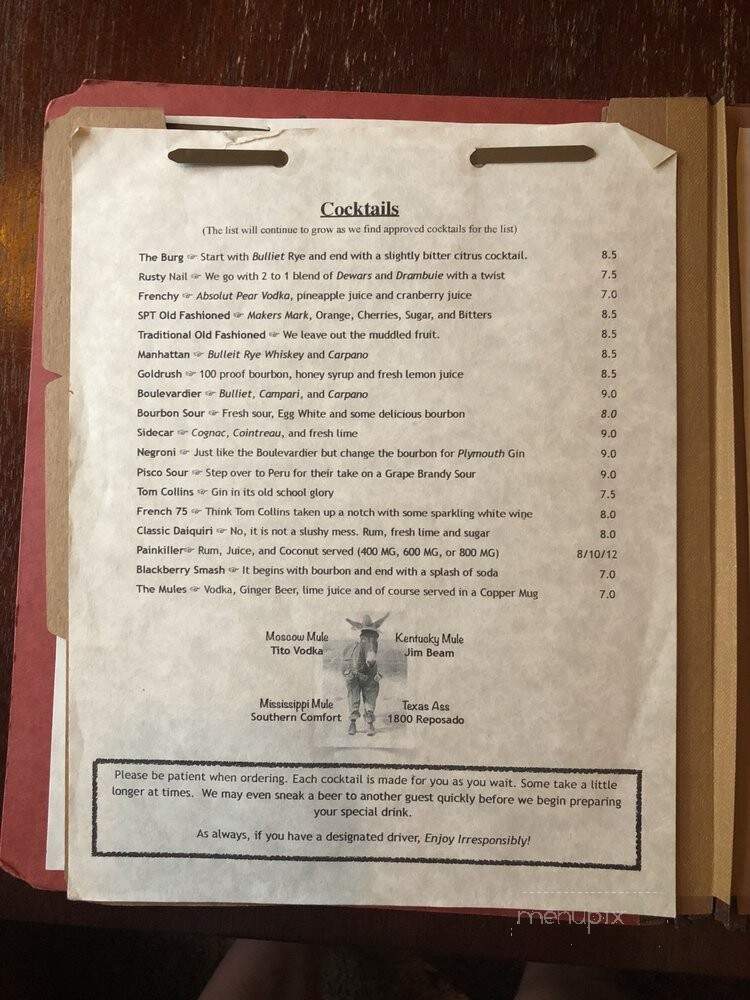 Cocktails
(The list will continue to grow as we find approved cocktails for the list)
The Burg ☞ Start with Bulliet Rye and end with a slightly bitter citrus cocktail. 8.5
Rusty Nail ☞ We go with 2 to 1 blend of Dewars and Drambuie with a twist 7.5
Frenchy ☞ Absolut Pear Vodka, pineapple juice and cranberry juice 7.0
SPT Old Fashioned ☞ Makers Mark, Orange, Cherries, Sugar, and Bitters 8.5
Traditional Old Fashioned ☞ We leave out the muddled fruit. 8.5
Manhattan ☞ Bulleit Rye Whiskey and Carpano 8.5
Goldrush ☞ 100 proof bourbon, honey syrup and fresh lemon juice 8.5
Boulevardier ☞ Bulliet, Campari, and Carpano 9.0
Bourbon Sour ☞ Fresh sour, Egg White and some delicious bourbon 8.0
Sidecar ☞ Cognac, Cointreau, and fresh lime 9.0
Negroni ☞ Just like the Boulevardier but change the bourbon for Plymouth Gin 9.0
Pisco Sour ☞ Step over to Peru for their take on a Grape Brandy Sour 9.0
Tom Collins ☞ Gin in its old school glory 7.5
French 75 ☞ Think Tom Collins taken up a notch with some sparkling white wine 8.0
Classic Daiquiri ☞ No, it is not a slushy mess. Rum, fresh lime and sugar 8.0
Painkiller☞ Rum, Juice, and Coconut served (400 MG, 600 MG, or 800 MG) 8/10/12
Blackberry Smash ☞ It begins with bourbon and end with a splash of soda 7.0
The Mules ☞ Vodka, Ginger Beer, lime juice and of course served in a Copper Mug 7.0
Moscow Mule Kentucky Mule
Tito Vodka Jim Beam
Mississippi Mule Texas Ass
Southern Comfort 1800 Reposado
Please be patient when ordering. Each cocktail is made for you as you wait. Some take a little
longer at times. We may even sneak a beer to another guest quickly before we begin preparing
your special drink.
As always, if you have a designated driver, Enjoy Irresponsibly!
menupix